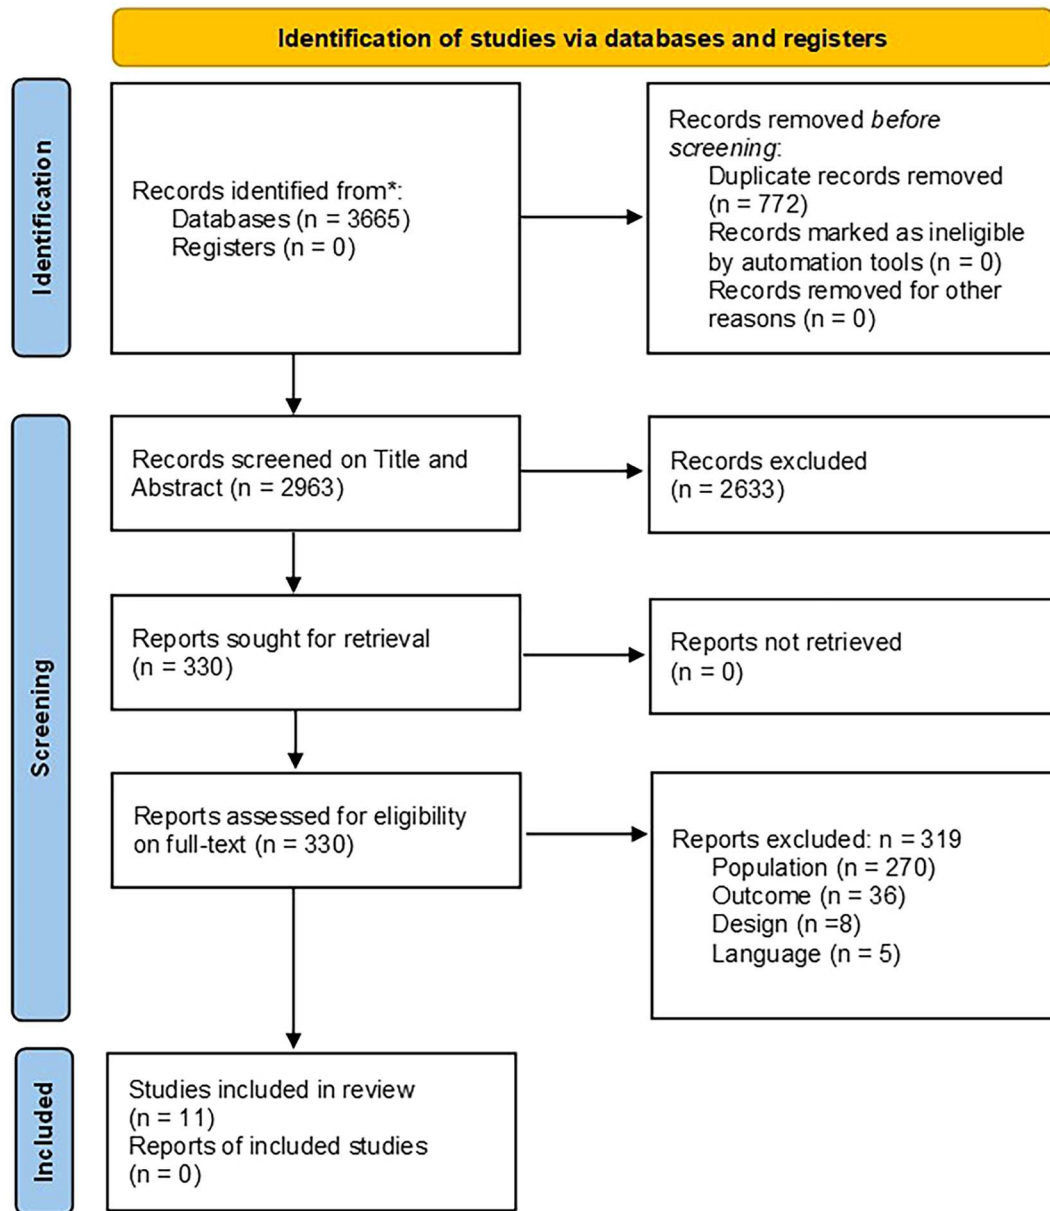 Identification of studies via databases and registers
Identification
Records identified from*:
Databases (n = 3665)
Registers (n = 0)
Records removed before
screening:
Duplicate records removed
(n = 772)
Records marked as ineligible
by automation tools (n = 0)
Records removed for other
reasons (n = 0)
Screening
Records screened on Title and
Abstract (n = 2963)
Records excluded
(n = 2633)
Reports sought for retrieval
(n = 330)
Reports not retrieved
(n = 0)
Reports assessed for eligibility
on full-text (n = 330)
Reports excluded: n = 319
Population (n = 270)
Outcome (n = 36)
Design (n =8)
Language (n = 5)
Included
Studies included in review
(n = 11)
Reports of included studies
(n = 0)